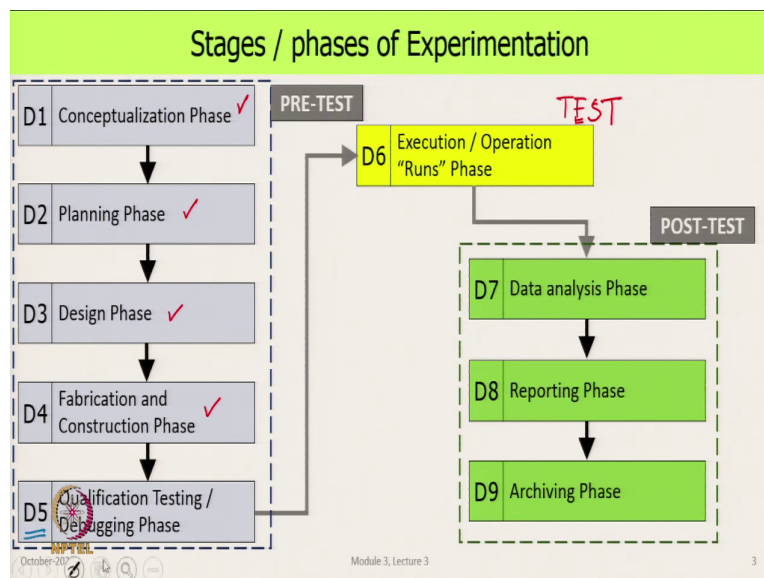 Stages / phases of Experimentation
D1 Conceptualization Phase
PRE-TEST
D2 Planning Phase
D3 Design Phase
D4 Fabrication and
Construction Phase
D5 Qualification Testing /
Debugging Phase
TEST
D6 Execution / Operation
"Runs" Phase
POST-TEST
D7 Data analysis Phase
D8 Reporting Phase
D9 Archiving Phase
NPTEL
Module 3, Lecture 3
3